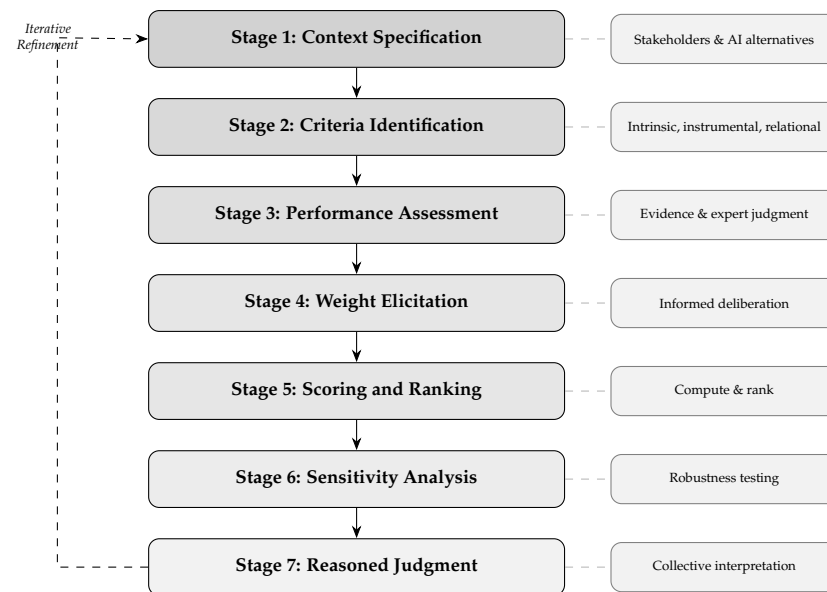 Iterative
Refinement
Stage 1: Context Specification
Stakeholders & AI alternatives
Stage 2: Criteria Identification
Intrinsic, instrumental, relational
Stage 3: Performance Assessment
Evidence & expert judgment
Stage 4: Weight Elicitation
Informed deliberation
Stage 5: Scoring and Ranking
Compute & rank
Stage 6: Sensitivity Analysis
Robustness testing
Stage 7: Reasoned Judgment
Collective interpretation